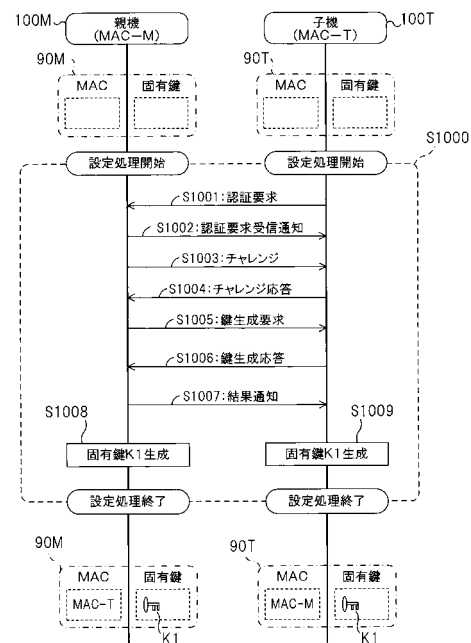 100M 親機 (MAC-M) 子機 (MAC-T) 100T
90M 90T
MAC 固有鍵 MAC 固有鍵
S1000
設定処理開始 設定処理開始
S1001:認証要求
S1002:認証要求受信通知
S1003:チャレンジ
S1004:チャレンジ応答
S1005:鍵生成要求
S1006:鍵生成応答
S1007:結果通知
S1008 S1009
固有鍵K1生成 固有鍵K1生成
設定処理終了 設定処理終了
90M 90T
MAC 固有鍵 MAC 固有鍵
MAC-T MAC-M
K1 K1